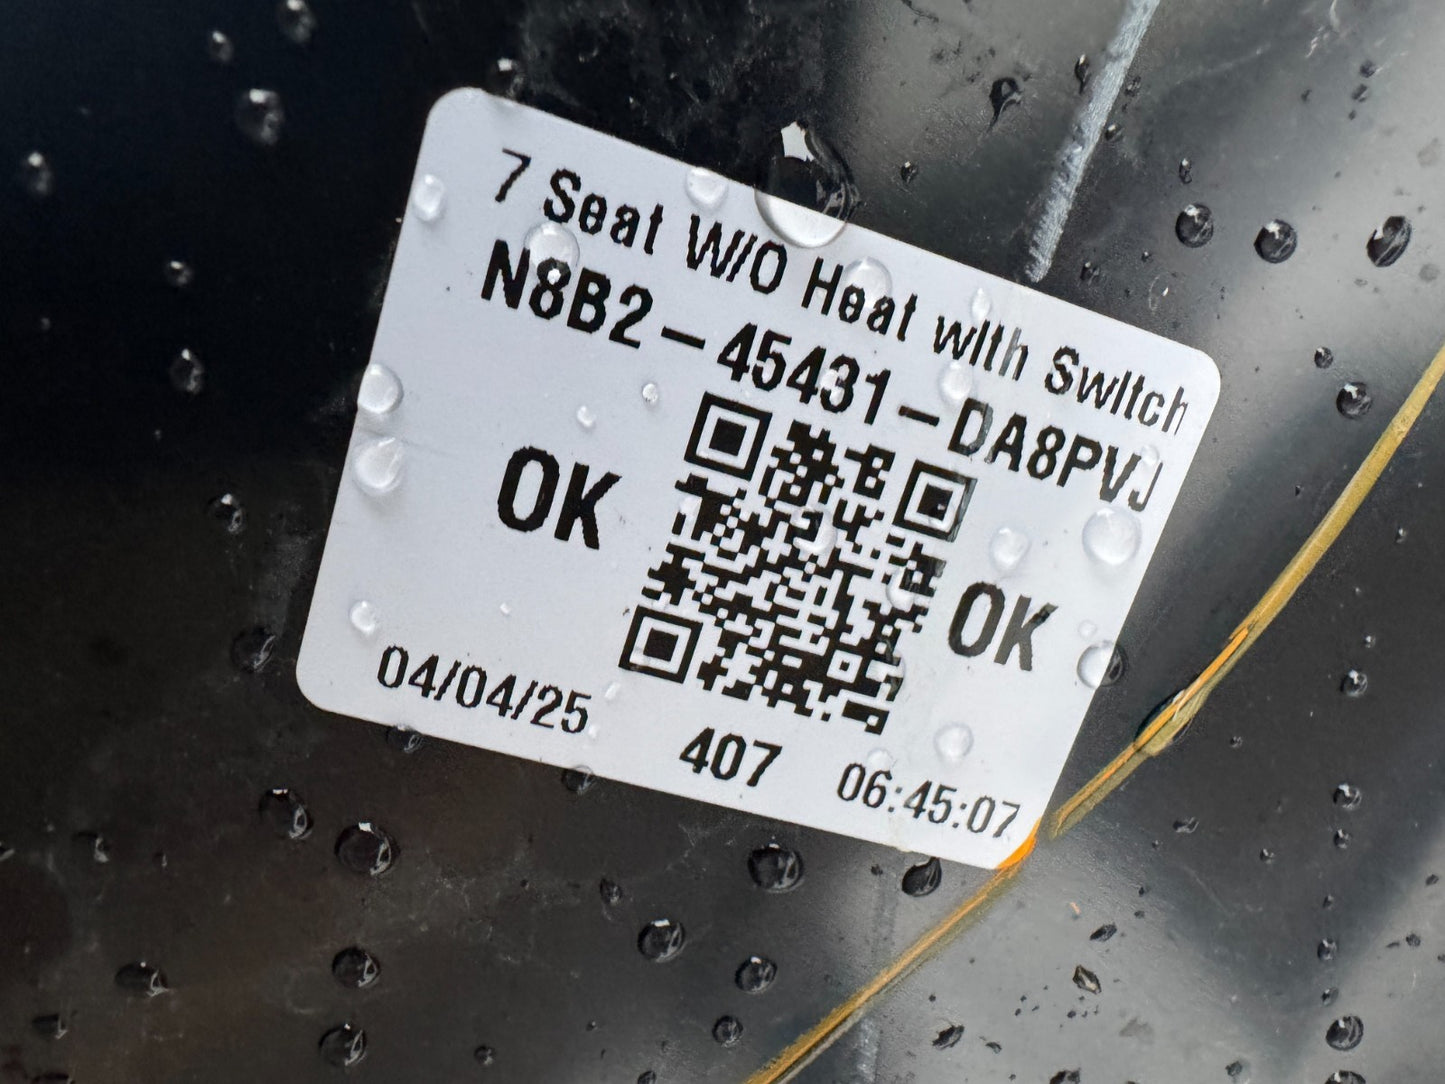 7 Seat W/O Heat with Switch
N8B2-45431-DA8PVJ
OK
OK
04/04/25
407
06:45:07